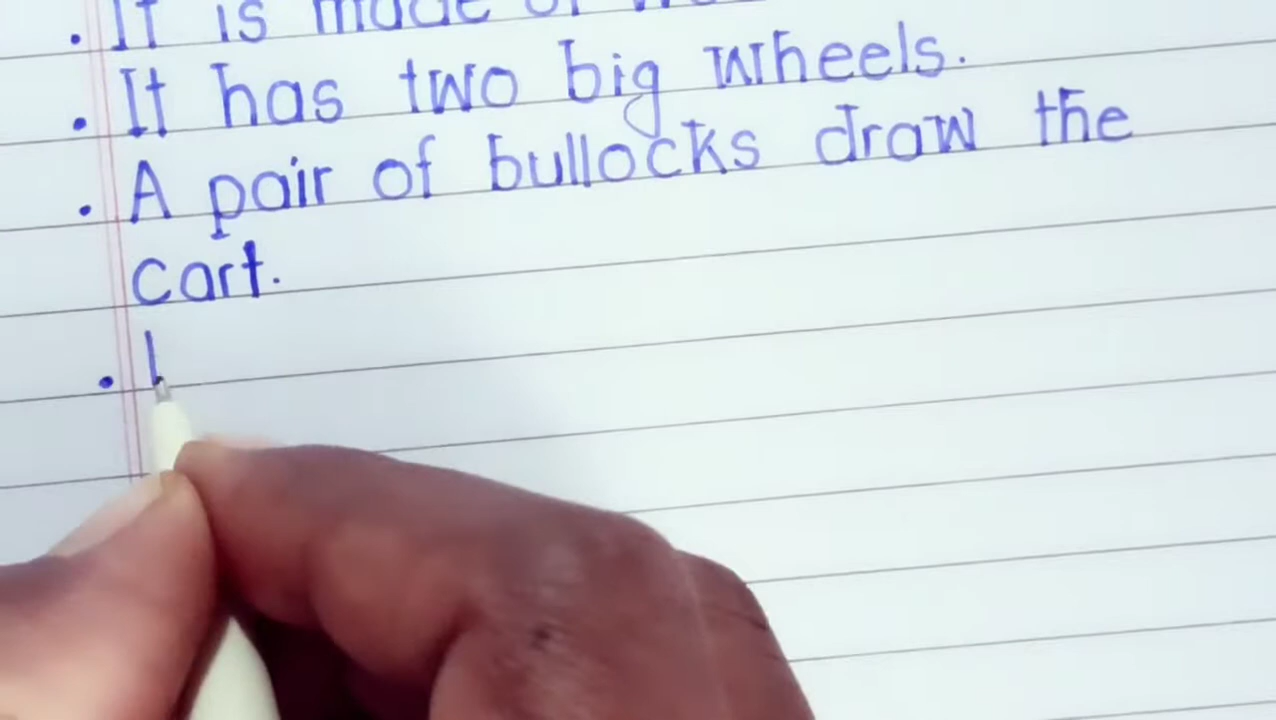 . It is made of
. It has two big wheels.
. A pair of bullocks draw the
cart.
.